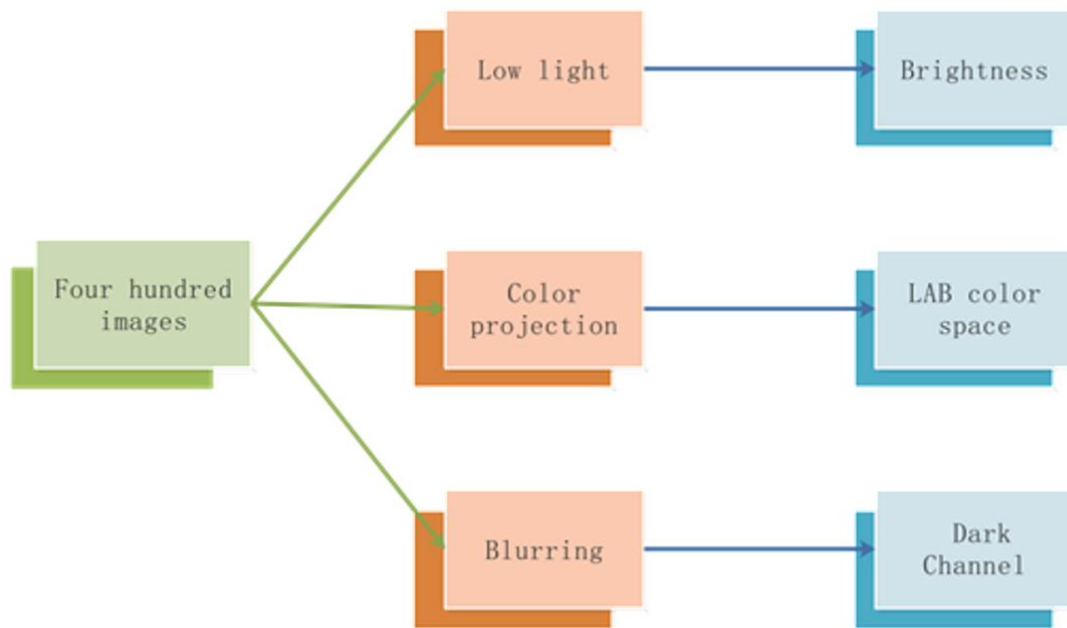 Low light
Brightness
Four hundred
images
Color
projection
LAB color
space
Blurring
Dark
Channel